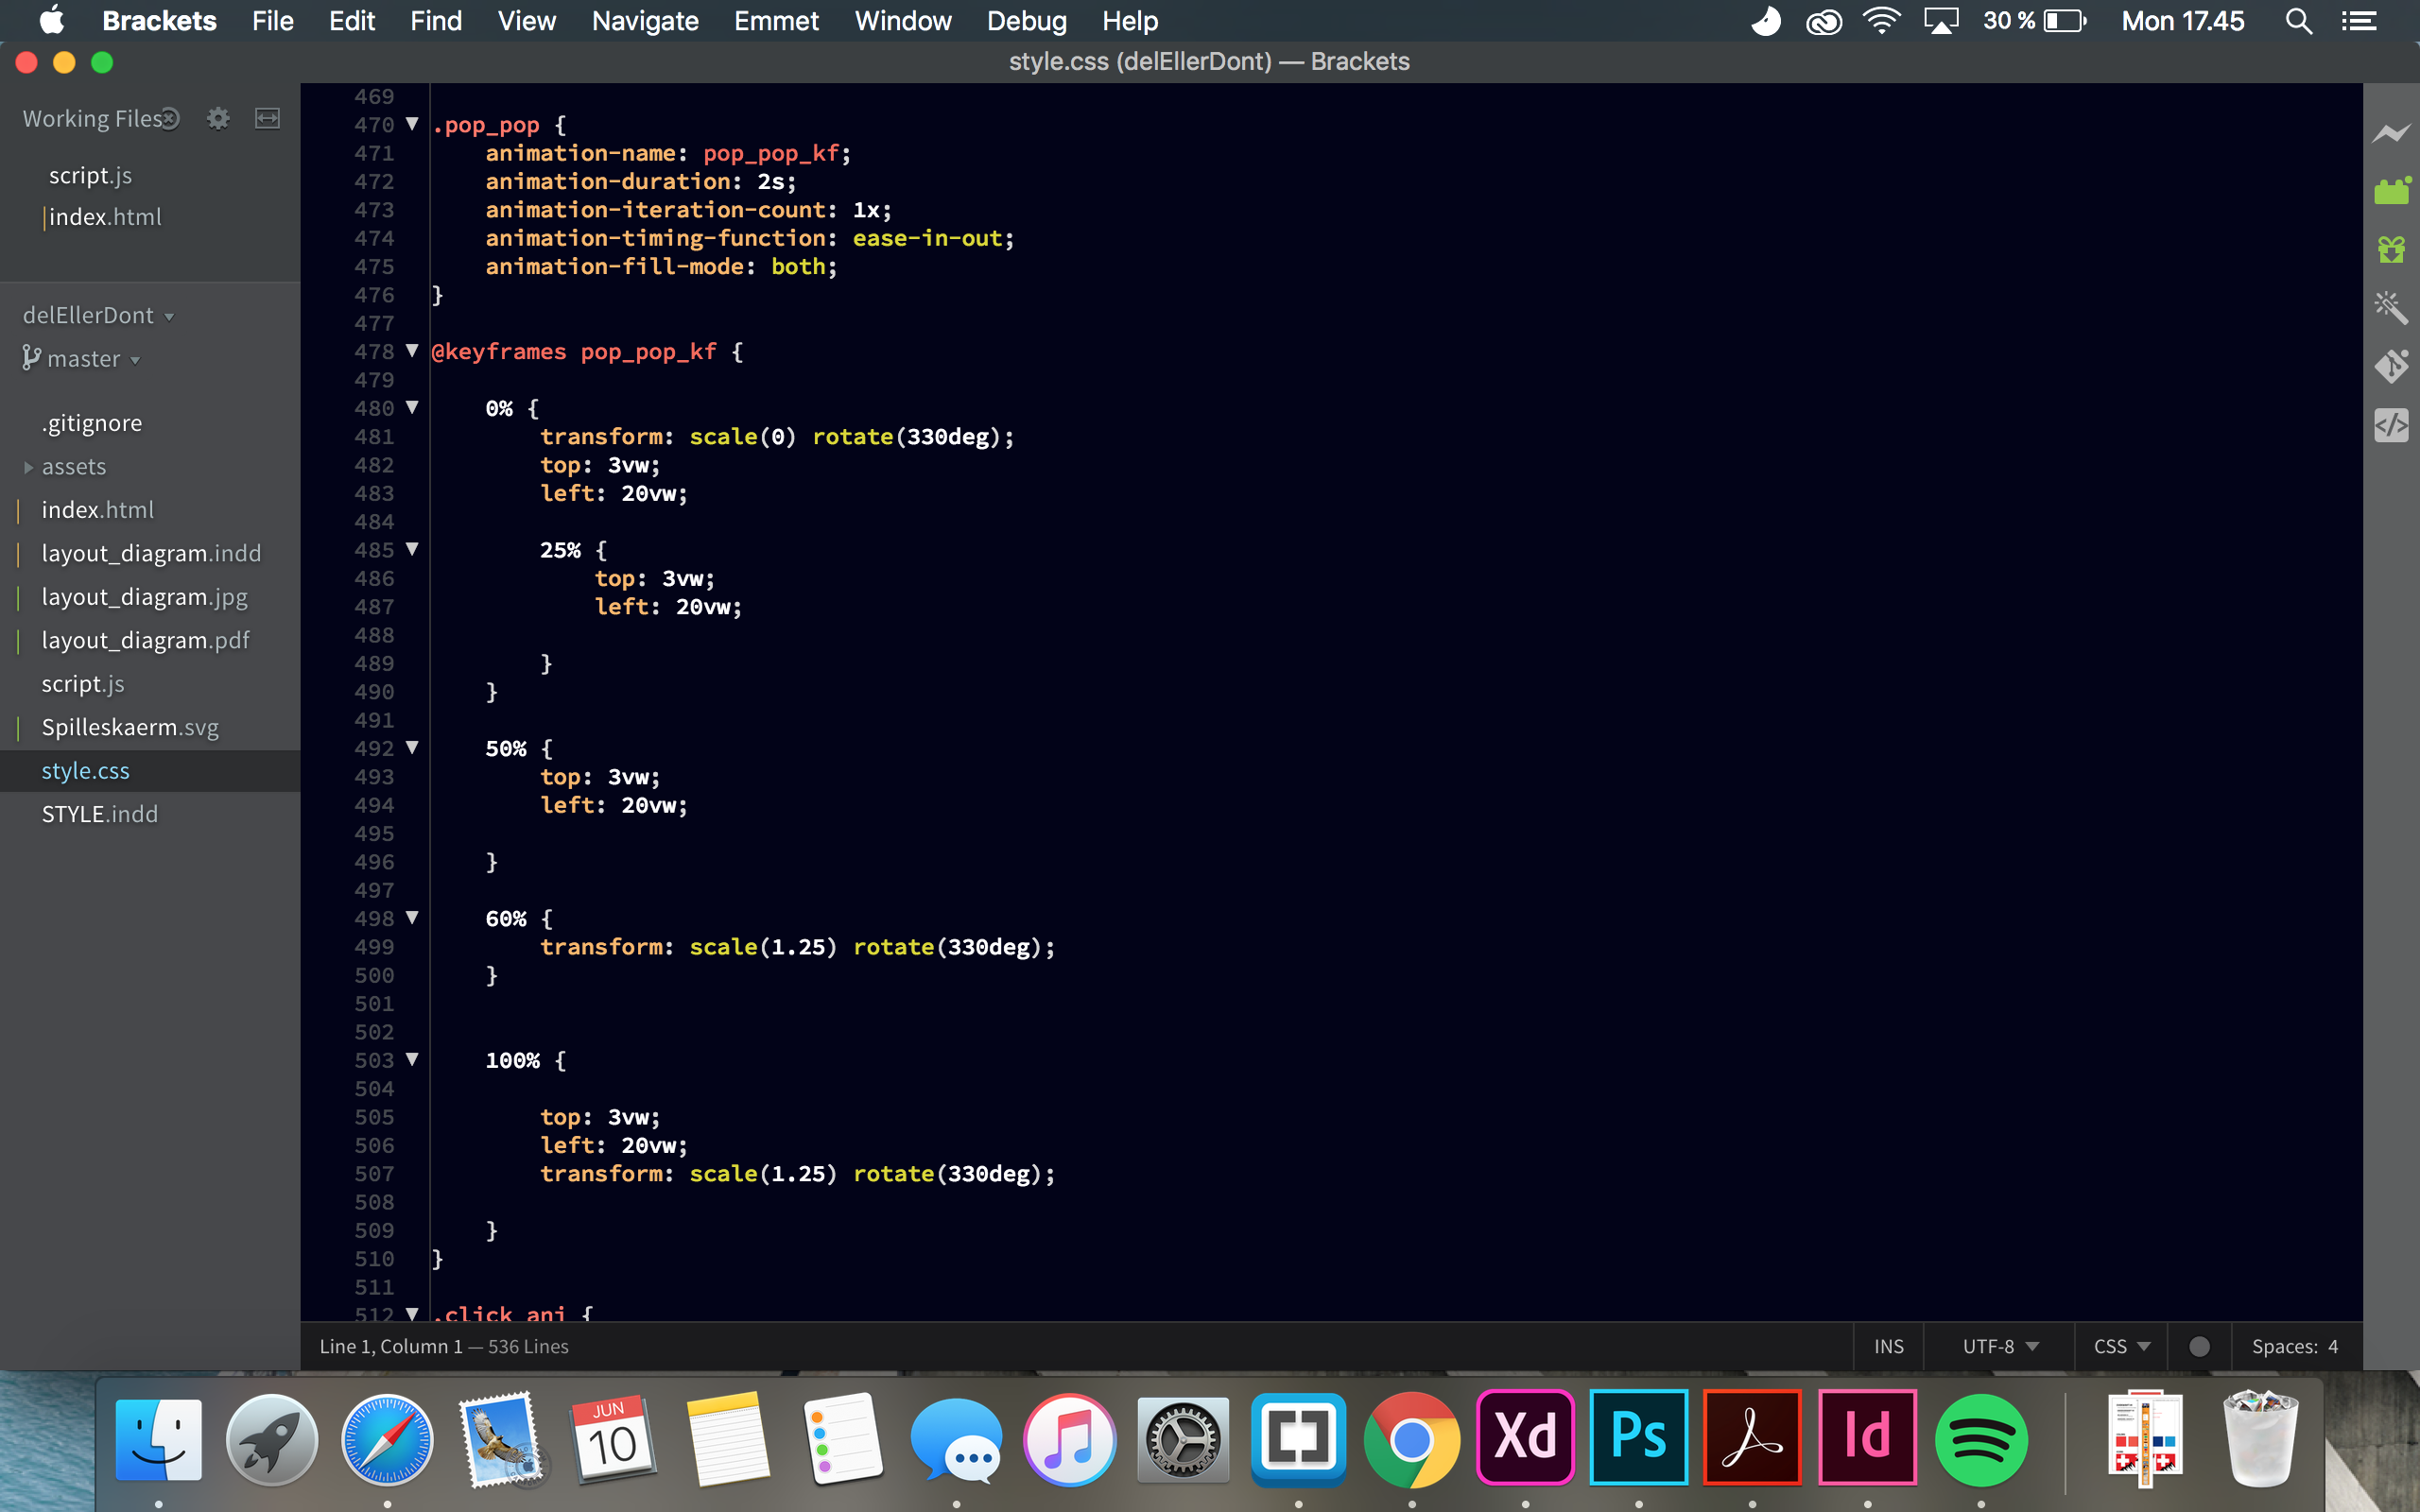 Brackets File Edit Find View Navigate Emmet Window Debug Help 30 % Mon 17.45
style.css (delEllerDont) — Brackets
Working Files
script.js
index.html
delEllerDont
master
.gitignore
assets
index.html
layout_diagram.indd
layout_diagram.jpg
layout_diagram.pdf
script.js
Spilleskaerm.svg
style.css
STYLE.indd
469
470 .pop_pop {
471 animation-name: pop_pop_kf;
472 animation-duration: 2s;
473 animation-iteration-count: 1x;
474 animation-timing-function: ease-in-out;
475 animation-fill-mode: both;
476 }
477
478 @keyframes pop_pop_kf {
479
480 0% {
481 transform: scale(0) rotate(330deg);
482 top: 3vw;
483 left: 20vw;
484
485 25% {
486 top: 3vw;
487 left: 20vw;
488
489 }
490 }
491
492 50% {
493 top: 3vw;
494 left: 20vw;
495
496 }
497
498 60% {
499 transform: scale(1.25) rotate(330deg);
500 }
501
502
503 100% {
504
505 top: 3vw;
506 left: 20vw;
507 transform: scale(1.25) rotate(330deg);
508
509 }
510 }
511
512 .click_ani {
Line 1, Column 1 — 536 Lines INS UTF-8 CSS Spaces: 4
JUN
10
Xd
Ps
Id